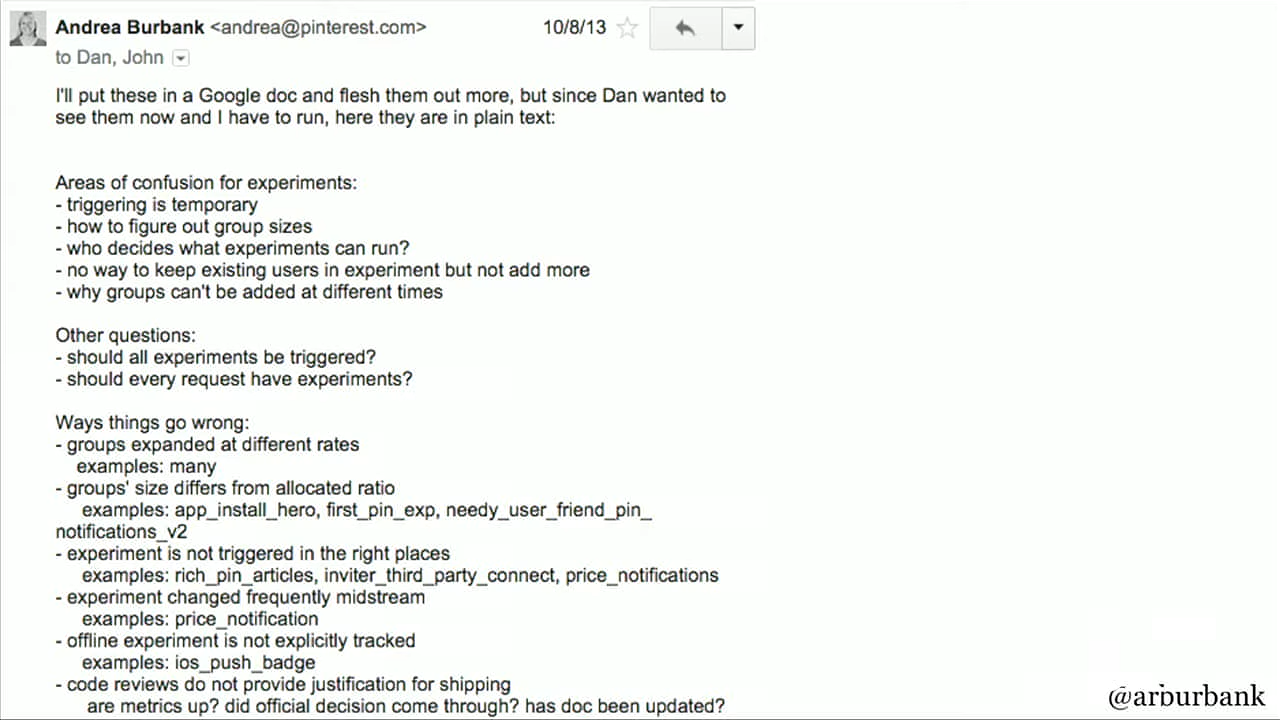 Andrea Burbank <andrea@pinterest.com> 10/8/13
to Dan, John
I'll put these in a Google doc and flesh them out more, but since Dan wanted to
see them now and I have to run, here they are in plain text:
Areas of confusion for experiments:
- triggering is temporary
- how to figure out group sizes
- who decides what experiments can run?
- no way to keep existing users in experiment but not add more
- why groups can't be added at different times
Other questions:
- should all experiments be triggered?
- should every request have experiments?
Ways things go wrong:
- groups expanded at different rates
examples: many
- groups' size differs from allocated ratio
examples: app_install_hero, first_pin_exp, needy_user_friend_pin_
notifications_v2
- experiment is not triggered in the right places
examples: rich_pin_articles, inviter_third_party_connect, price_notifications
- experiment changed frequently midstream
examples: price_notification
- offline experiment is not explicitly tracked
examples: ios_push_badge
- code reviews do not provide justification for shipping
are metrics up? did official decision come through? has doc been updated?
@arburbank